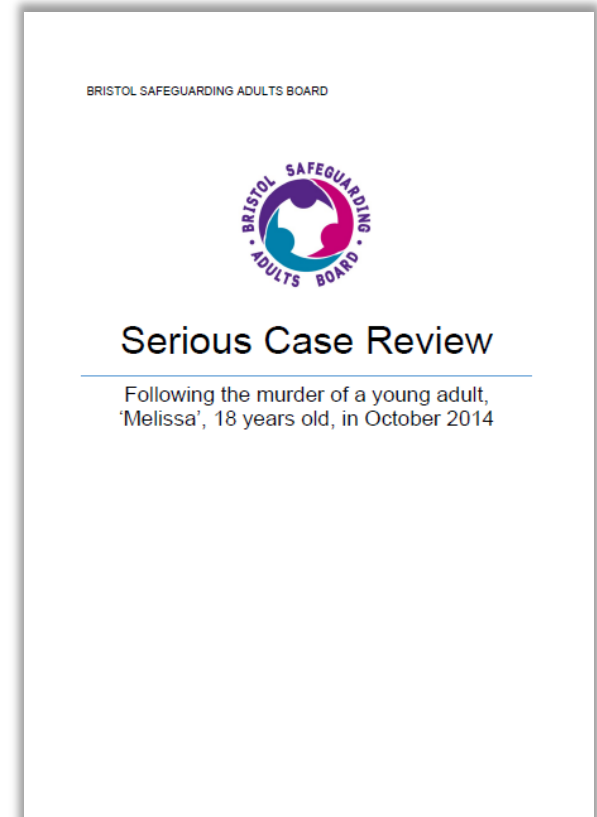 BRISTOL SAFEGUARDING ADULTS BOARD
BRISTOL SAFEGUARDING
• ADULTS BOARD •
Serious Case Review
Following the murder of a young adult,
‘Melissa’, 18 years old, in October 2014